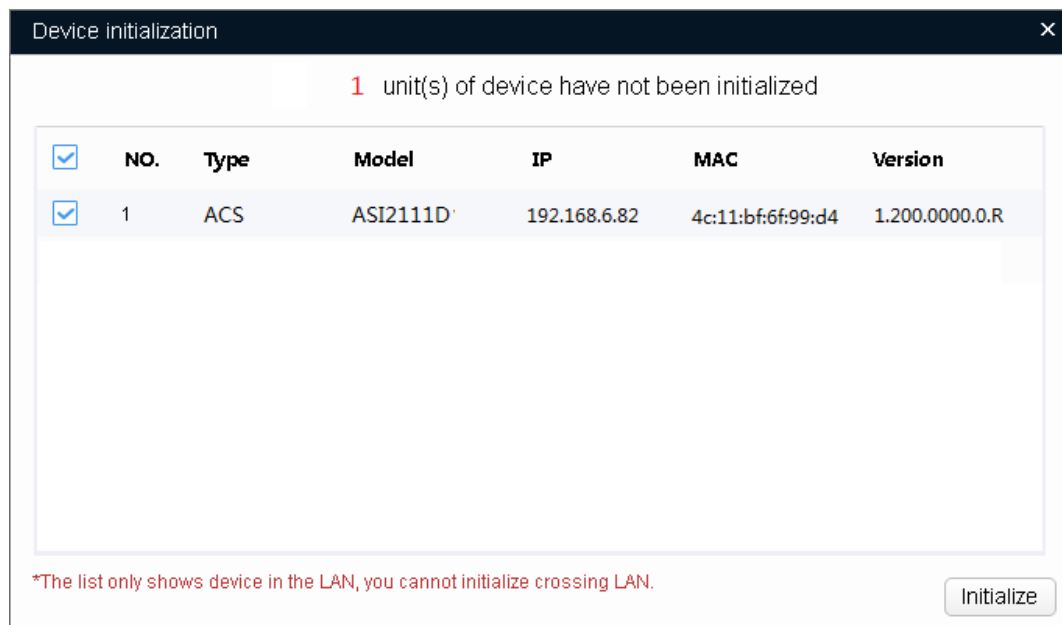 Device initialization
1 unit(s) of device have not been initialized
NO. Type Model IP MAC Version
1 ACS ASI2111D 192.168.6.82 4c:11:bf:6f:99:d4 1.200.0000.0.R
*The list only shows device in the LAN, you cannot initialize crossing LAN.
Initialize